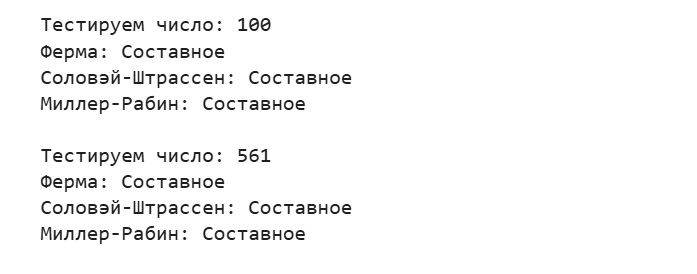 Тестируем число: 100
Ферма: Составное
Соловэй-Штрассен: Составное
Миллер-Рабин: Составное

Тестируем число: 561
Ферма: Составное
Соловэй-Штрассен: Составное
Миллер-Рабин: Составное